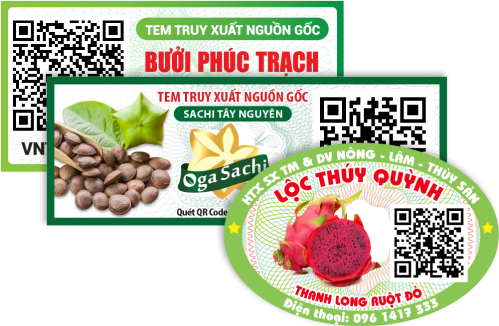 TEM TRUY XUẤT NGUỒN GỐC
BƯỞI PHÚC TRẠCH
VNT
TEM TRUY XUẤT NGUỒN GỐC
SACHI TÂY NGUYÊN
Oga Sachi
Quét QR Code
HTX SX TM & DV NÔNG - LÂM - THỦY SẢN
LỘC THÚY QUỲNH
THANH LONG RUỘT ĐỎ
Điện thoại: 096 1417 333